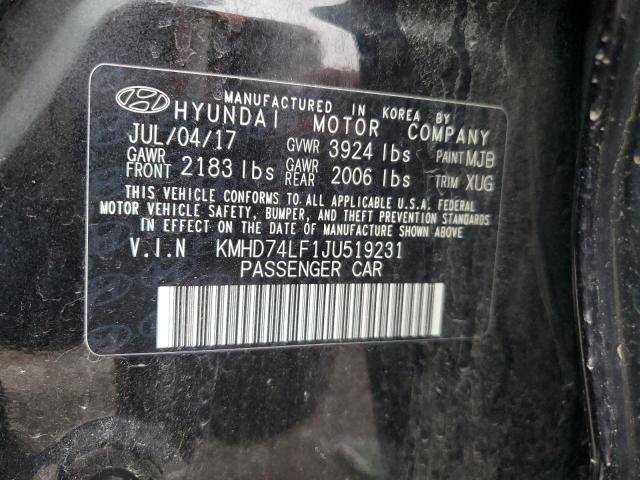 MANUFACTURED IN KOREA BY
HYUNDAI MOTOR COMPANY
JUL/04/17 GVWR 3924 lbs PAINT MJB
GAWR FRONT 2183 lbs GAWR REAR 2006 lbs TRIM XUG
THIS VEHICLE CONFORMS TO ALL APPLICABLE U.S.A. FEDERAL
MOTOR VEHICLE SAFETY, BUMPER, AND THEFT PREVENTION
STANDARDS IN EFFECT ON THE DATE OF MANUFACTURE SHOWN ABOVE.
V.I.N KMHD74LF1JU519231
PASSENGER CAR